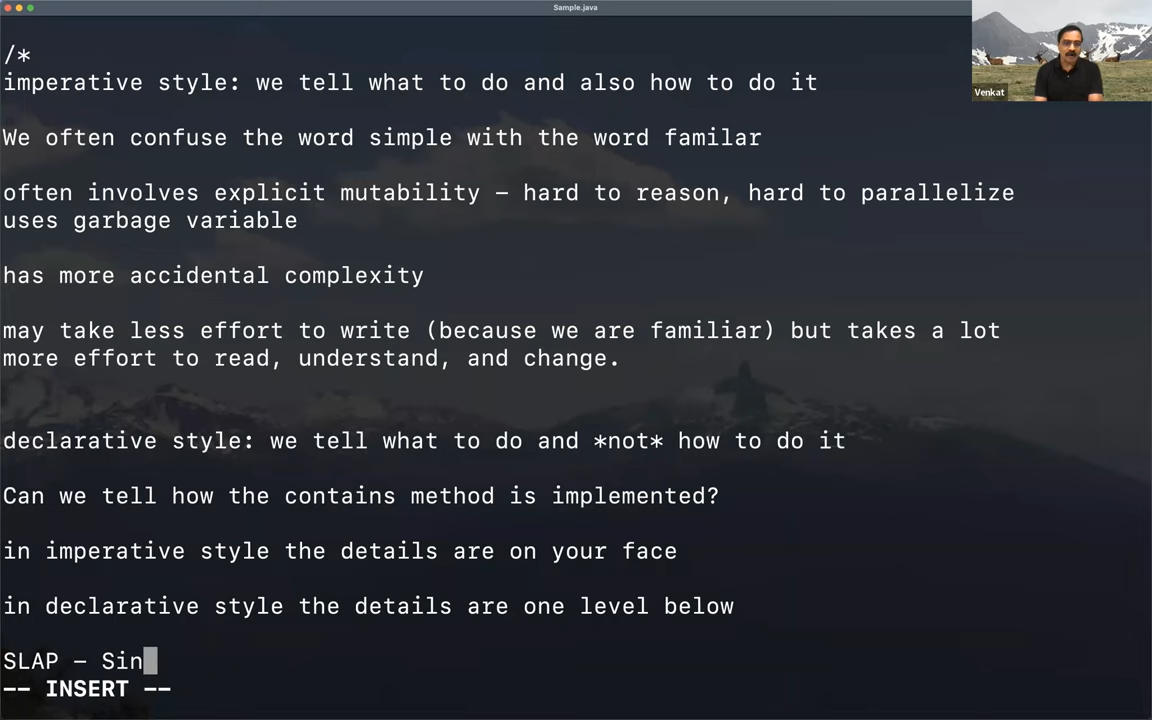 Sample.java
/*
imperative style: we tell what to do and also how to do it
We often confuse the word simple with the word familar
often involves explicit mutability – hard to reason, hard to parallelize
uses garbage variable
has more accidental complexity
may take less effort to write (because we are familiar) but takes a lot
more effort to read, understand, and change.
declarative style: we tell what to do and *not* how to do it
Can we tell how the contains method is implemented?
in imperative style the details are on your face
in declarative style the details are one level below
SLAP – Sin
-- INSERT --
Venkat